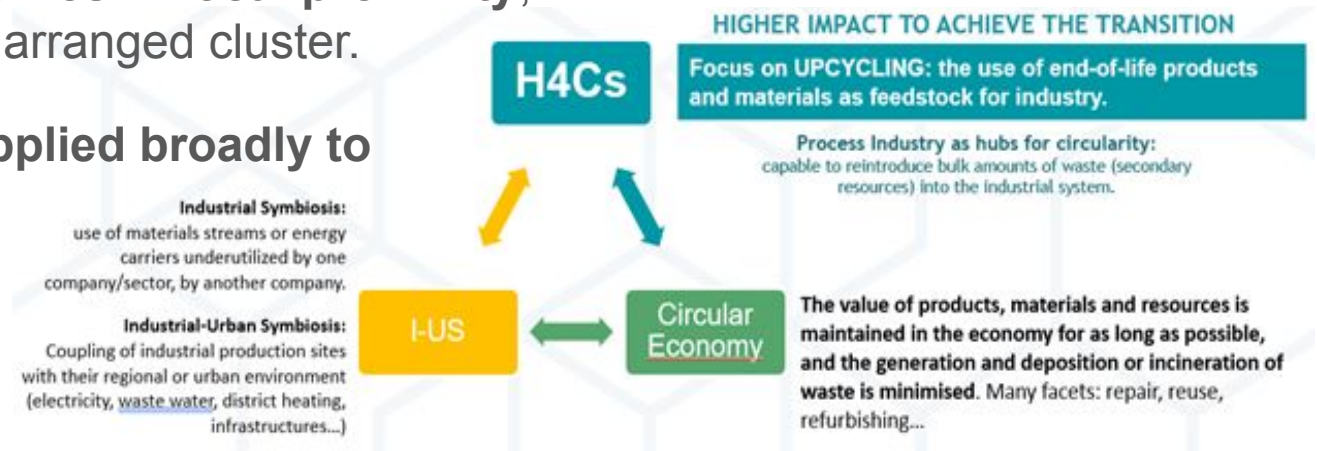 HIGHER IMPACT TO ACHIEVE THE TRANSITION
arranged cluster.
H4Cs
Focus on UPCYCLING: the use of end-of-life products
and materials as feedstock for industry.
broadly to
Process Industry as hubs for circularity:
capable to reintroduce bulk amounts of waste (secondary
resources) into the industrial system.
Industrial Symbiosis:
use of materials streams or energy
carriers underutilized by one
company/sector, by another company.
Industrial-Urban Symbiosis:
Coupling of industrial production sites
with their regional or urban environment
(electricity, waste water, district heating,
infrastructures...)
I-US
Circular
Economy
The value of products, materials and resources is
maintained in the economy for as long as possible,
and the generation and deposition or incineration of
waste is minimised. Many facets: repair, reuse,
refurbishing...